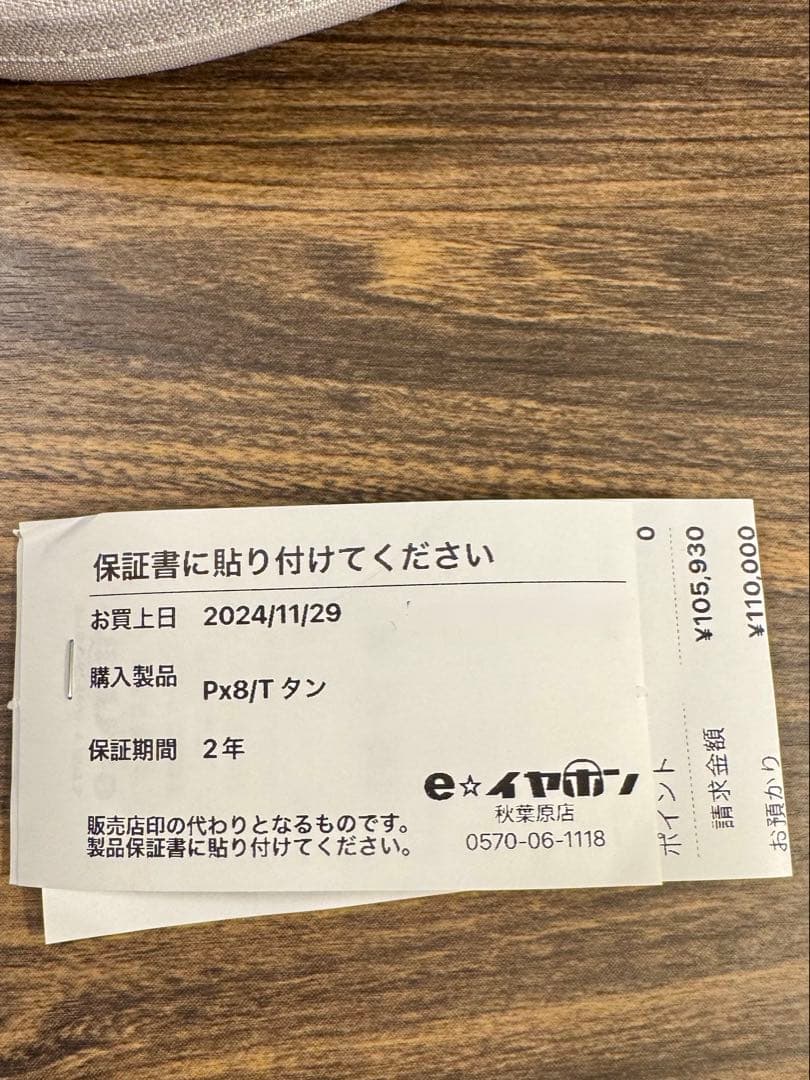 保証書に貼り付けてください
お買上日 2024/11/29
購入製品 Px8/T タン
保証期間 2年
e☆イヤホン
秋葉原店
0570-06-1118
販売店印の代わりとなるものです。
製品保証書に貼り付けてください。
ポイント 0
請求金額 ¥105,930
お預かり ¥110,000